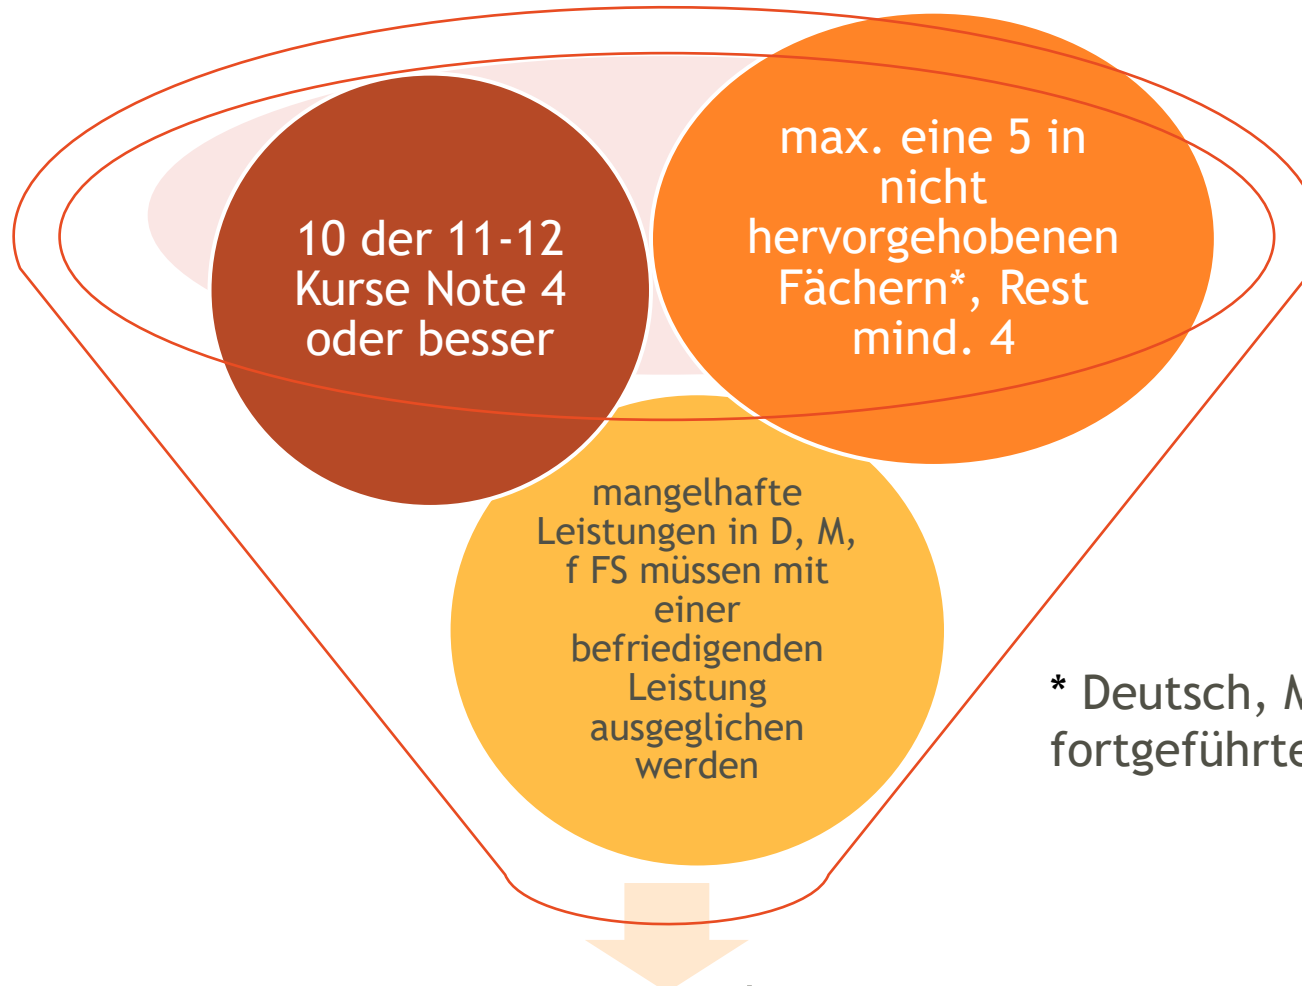 10 der 11-12
Kurse Note 4
oder besser
max. eine 5 in
nicht
hervorgehobenen
Fächern*, Rest
mind. 4
mangelhafte
Leistungen in D, M,
f FS müssen mit
einer
befriedigenden
Leistung
ausgeglichen
werden
* Deutsch,
fortgeführte